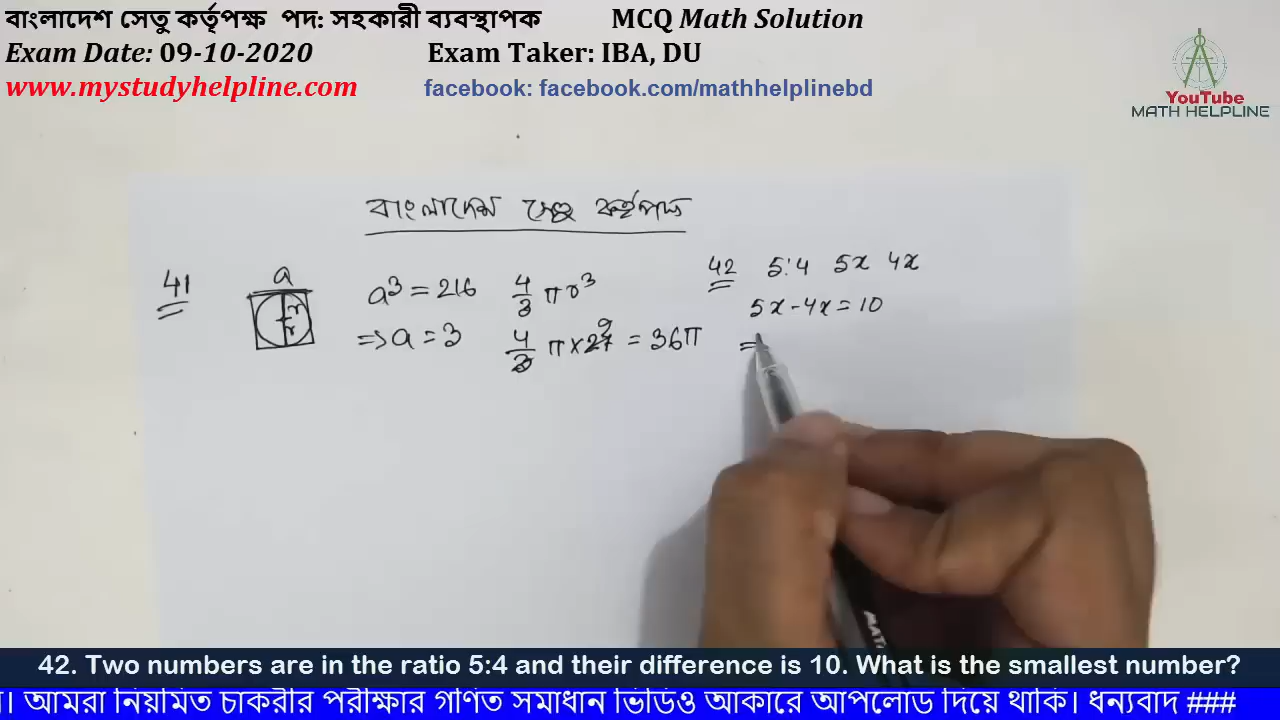 বাংলাদেশ সেতু কর্তৃপক্ষ পদ: সহকারী ব্যবস্থাপক MCQ Math Solution
Exam Date: 09-10-2020 Exam Taker: IBA, DU
www.mystudyhelpline.com facebook: facebook.com/mathhelplinebd
YouTube
MATH HELPLINE
বাংলাদেশ সেতু
41
a
r
r
a³ = 216
⇒ a = 3
4/3 πr³
4/3 π × 27 9 = 36π
42 5:4 5x 4x
5x - 4x = 10
=
MATH
42. Two numbers are in the ratio 5:4 and their difference is 10. What is the smallest number?
। আমরা নিয়মিত চাকরীর পরীক্ষার গাণিত সমাধান ভিডিও আকারে আপলোড দিয়ে থাকি। ধন্যবাদ ###